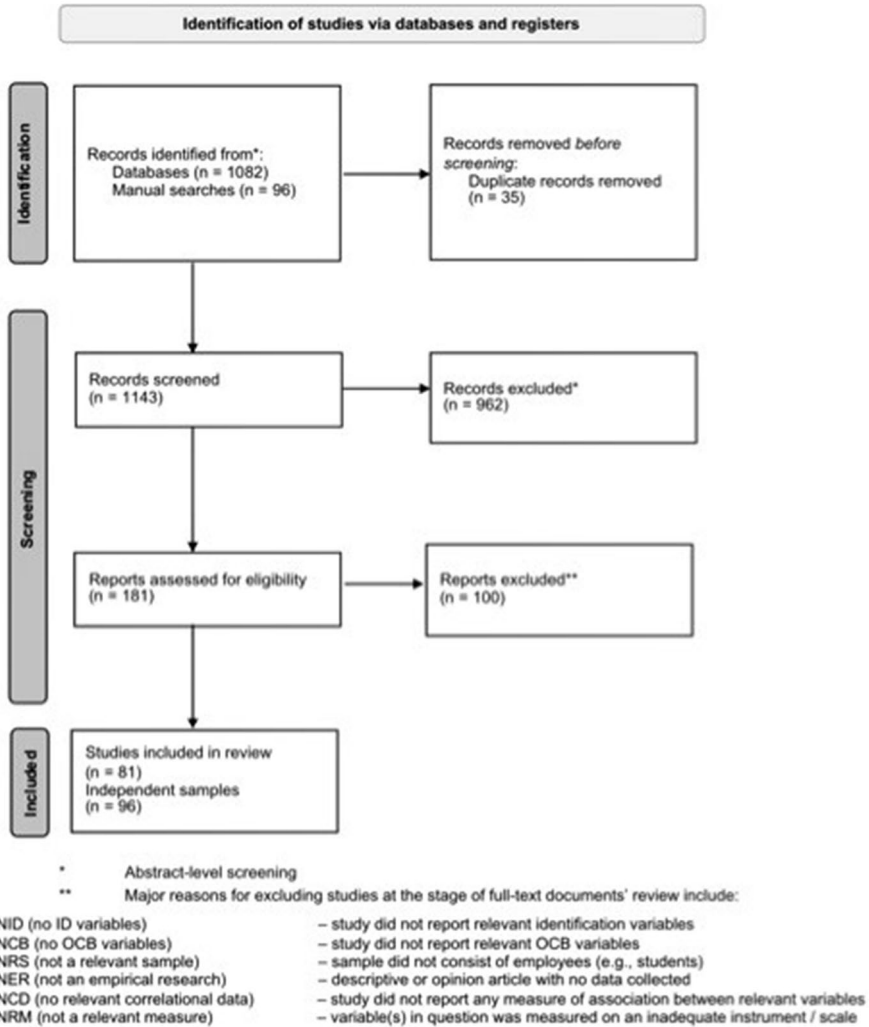 Identification of studies via databases and registers
Identification
Records identified from*:
Databases (n = 1082)
Manual searches (n = 96)
Records removed before
screening:
Duplicate records removed
(n = 35)
Screening
Records screened
(n = 1143)
Records excluded*
(n = 962)
Reports assessed for eligibility
(n = 181)
Reports excluded**
(n = 100)
Included
Studies included in review
(n = 81)
Independent samples
(n = 96)
* Abstract-level screening
** Major reasons for excluding studies at the stage of full-text documents' review include:
NID (no ID variables) – study did not report relevant identification variables
NCB (no OCB variables) – study did not report relevant OCB variables
NRS (not a relevant sample) – sample did not consist of employees (e.g., students)
NER (not an empirical research) – descriptive or opinion article with no data collected
NCD (no relevant correlational data) – study did not report any measure of association between relevant variables
NRM (not a relevant measure) – variable(s) in question was measured on an inadequate instrument / scale